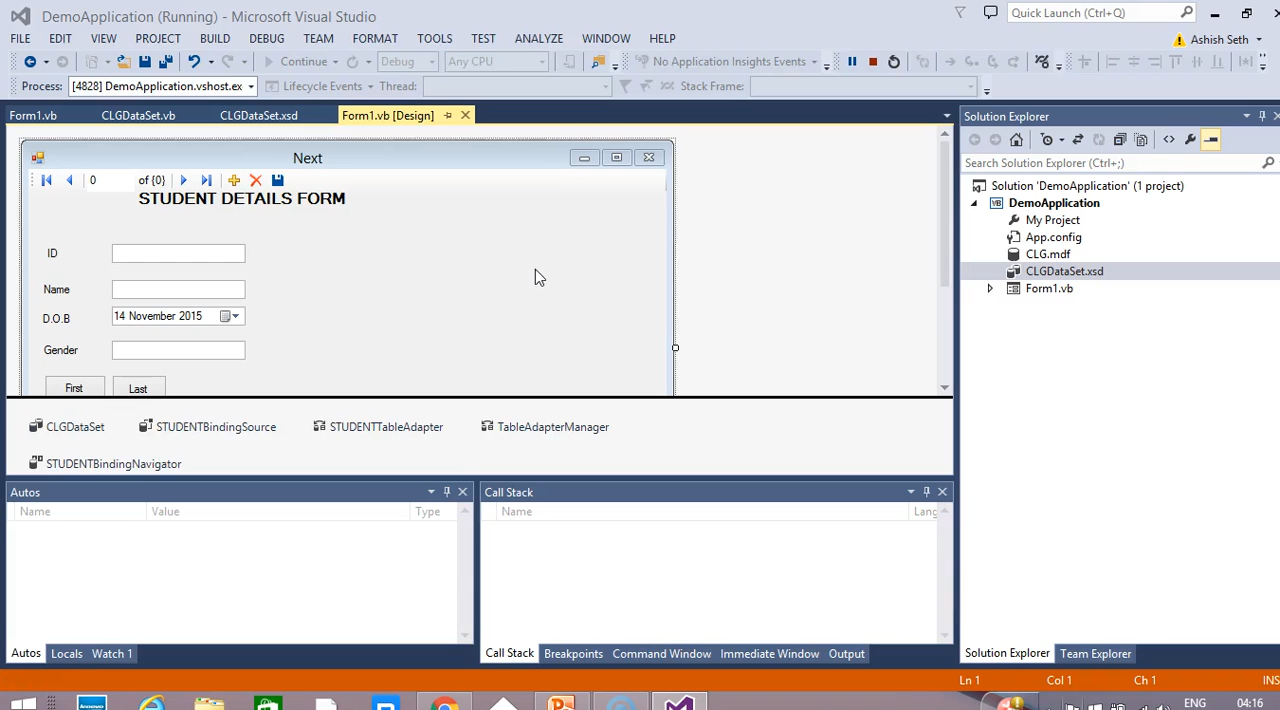 DemoApplication (Running) - Microsoft Visual Studio
Quick Launch (Ctrl+Q)
FILE EDIT VIEW PROJECT BUILD DEBUG TEAM FORMAT TOOLS TEST ANALYZE WINDOW HELP
Ashish Seth
Continue Debug Any CPU No Application Insights Events
Process: [4828] DemoApplication.vshost.ex Lifecycle Events Thread: Stack Frame:
Form1.vb CLGDataSet.vb CLGDataSet.xsd Form1.vb [Design]
Next
0 of {0}
STUDENT DETAILS FORM
ID
Name
D.O.B 14 November 2015
Gender
First Last
CLGDataSet STUDENTBindingSource STUDENTTableAdapter TableAdapterManager
STUDENTBindingNavigator
Autos
Name Value Type
Autos Locals Watch 1
Call Stack
Name Lang
Call Stack Breakpoints Command Window Immediate Window Output
Solution Explorer
Search Solution Explorer (Ctrl+;)
Solution 'DemoApplication' (1 project)
DemoApplication
My Project
App.config
CLG.mdf
CLGDataSet.xsd
Form1.vb
Solution Explorer Team Explorer
Ln 1 Col 1 Ch 1 INS
lenovo
ENG 04:16